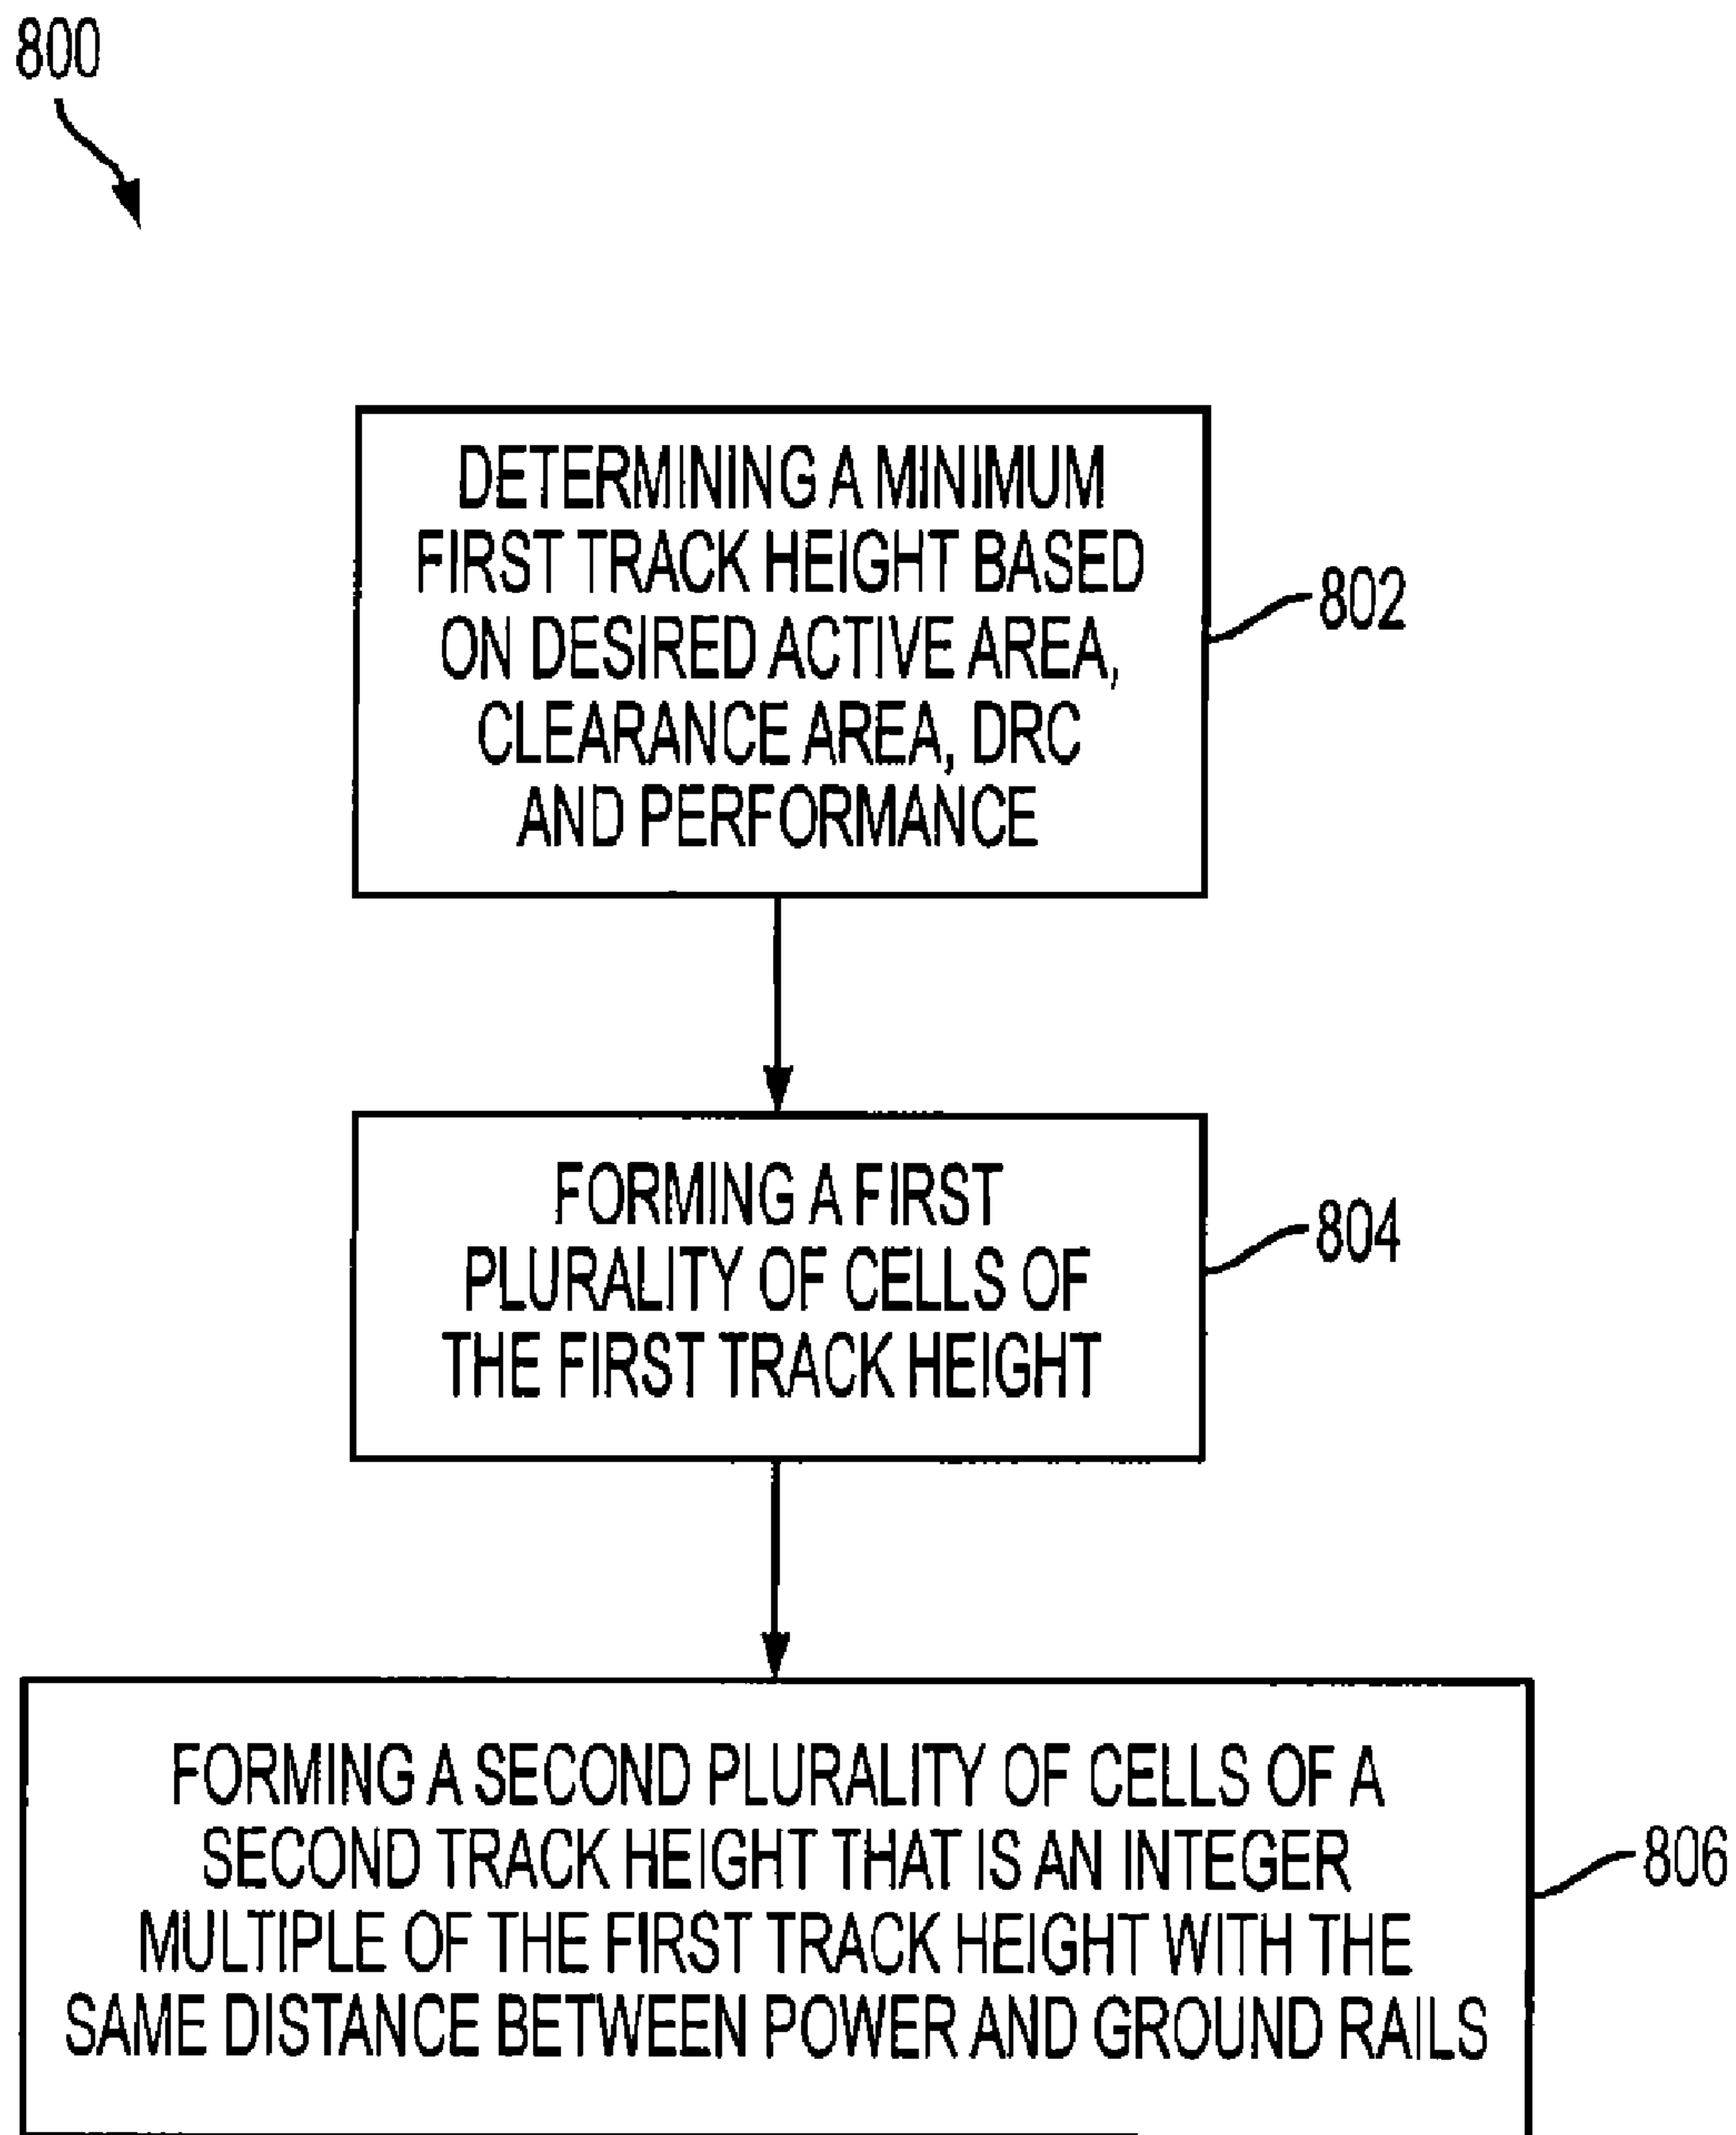 800
DETERMINING A MINIMUM
FIRST TRACK HEIGHT BASED
ON DESIRED ACTIVE AREA,
CLEARANCE AREA, DRC
AND PERFORMANCE
802
FORMING A FIRST
PLURALITY OF CELLS OF
THE FIRST TRACK HEIGHT
804
FORMING A SECOND PLURALITY OF CELLS OF A
SECOND TRACK HEIGHT THAT IS AN INTEGER
MULTIPLE OF THE FIRST TRACK HEIGHT WITH THE
SAME DISTANCE BETWEEN POWER AND GROUND RAILS
806